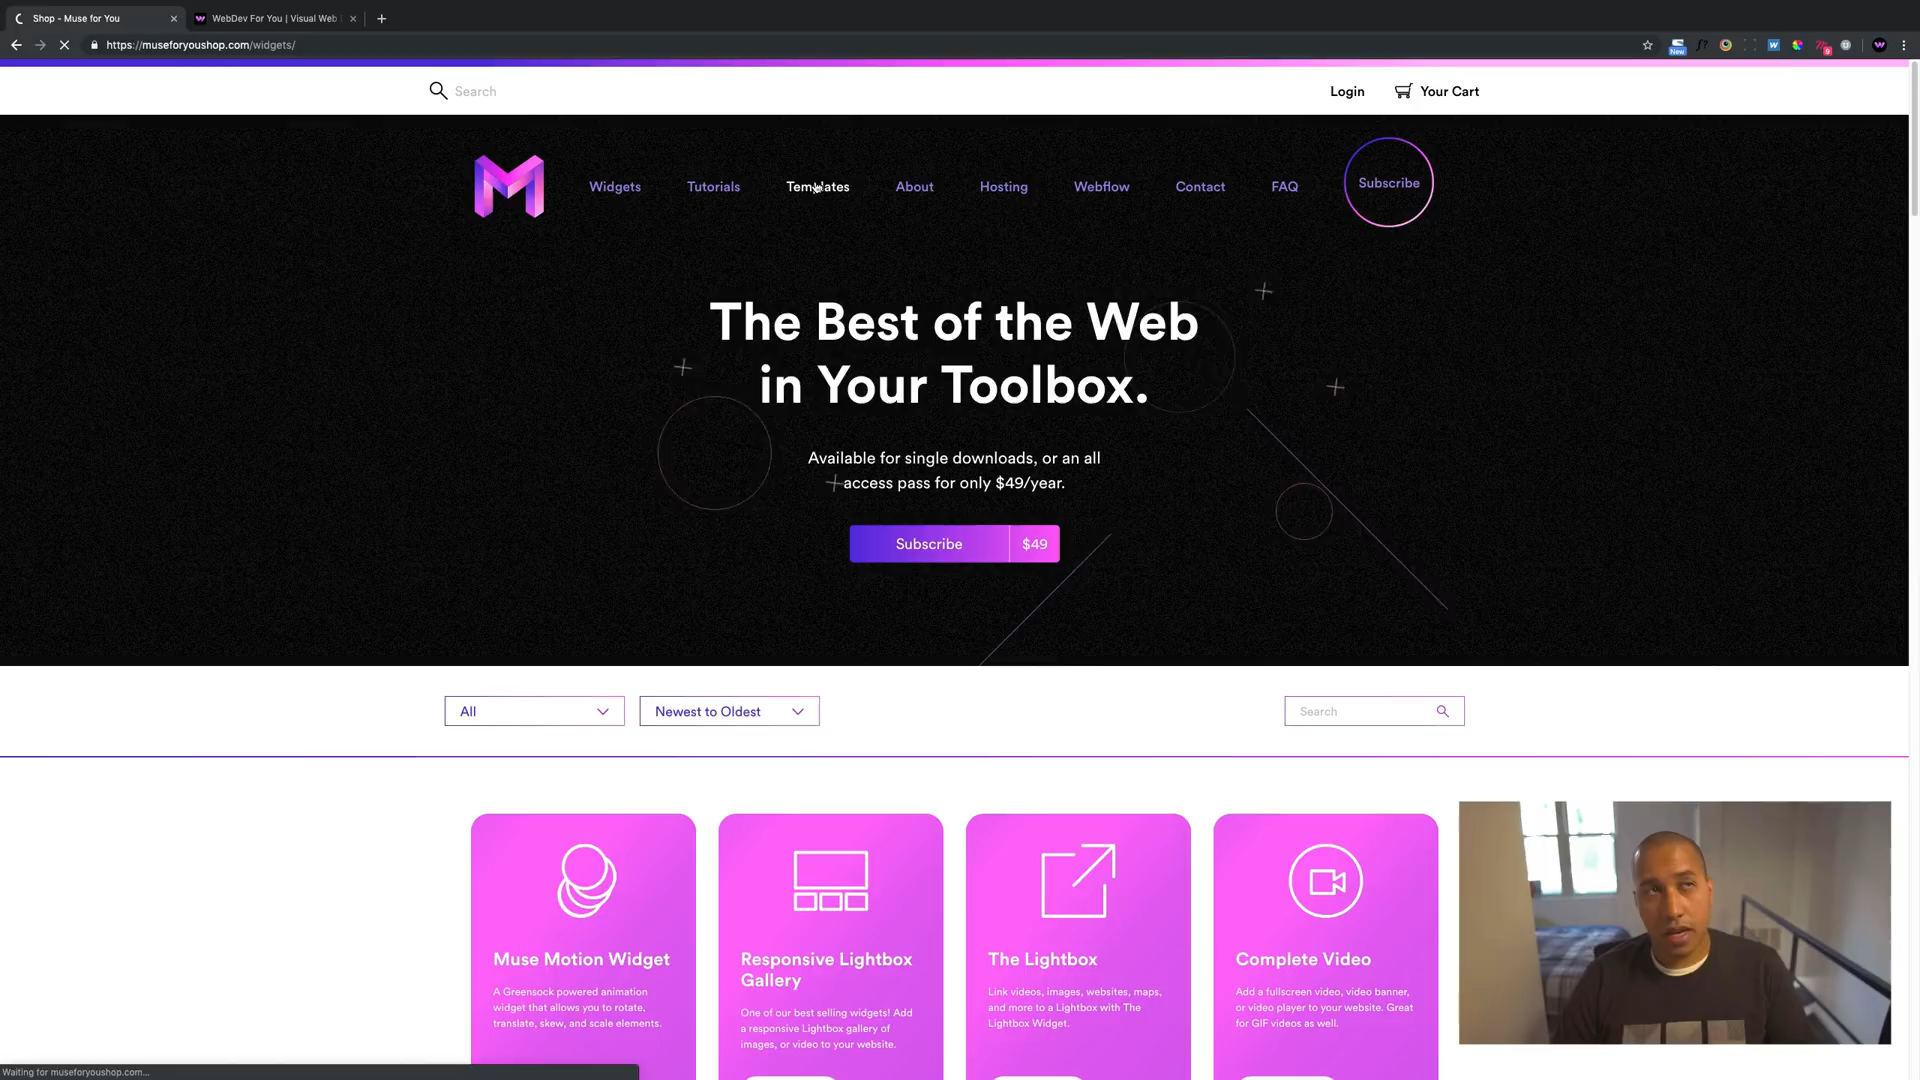 Shop - Muse for You
WebDev For You | Visual Web
https://museforyoushop.com/widgets/
New
Search
Login
Your Cart
Widgets
Tutorials
Templates
About
Hosting
Webflow
Contact
FAQ
Subscribe
The Best of the Web
in Your Toolbox.
Available for single downloads, or an all
access pass for only $49/year.
Subscribe
$49
All
Newest to Oldest
Search
Muse Motion Widget
A Greensock powered animation
widget that allows you to rotate,
translate, skew, and scale elements.
Responsive Lightbox
Gallery
One of our best selling widgets! Add
a responsive Lightbox gallery of
images, or video to your website.
The Lightbox
Link videos, images, websites, maps,
and more to a Lightbox with The
Lightbox Widget.
Complete Video
Add a fullscreen video, video banner,
or video player to your website. Great
for GIF videos as well.
Waiting for museforyoushop.com...